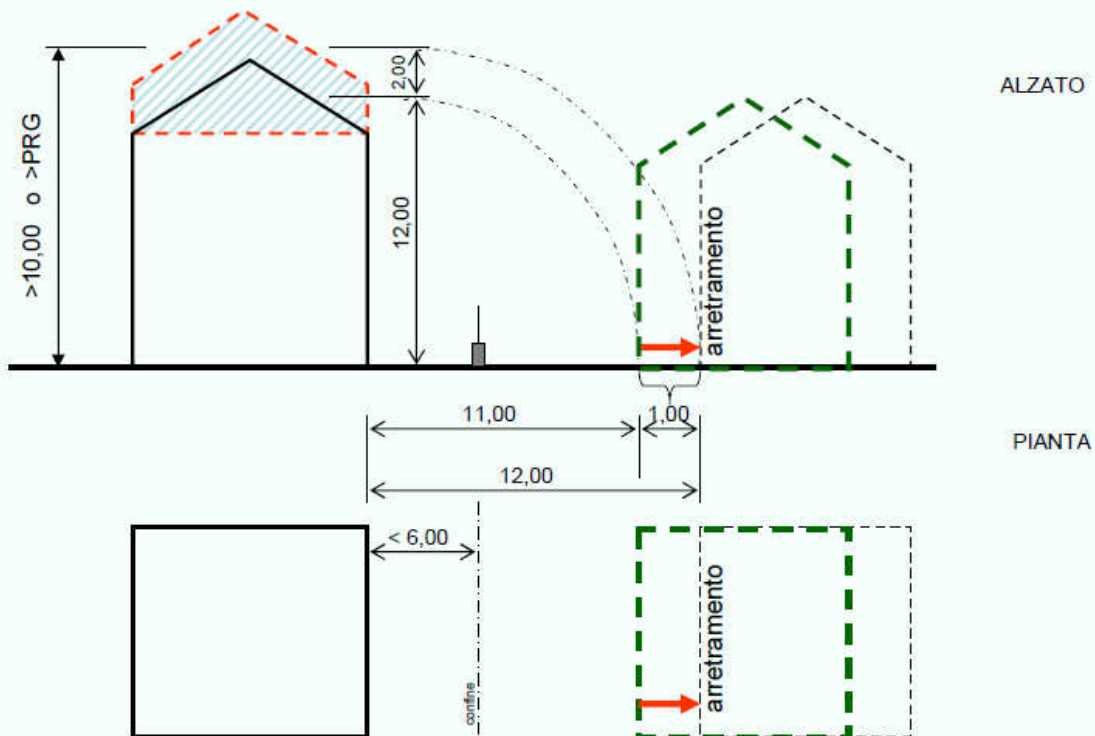 ALZATO
>10,00 o >PRG
2,00
12,00
arretramento
11,00
1,00
PIANTA
12,00
< 6,00
confine
arretramento